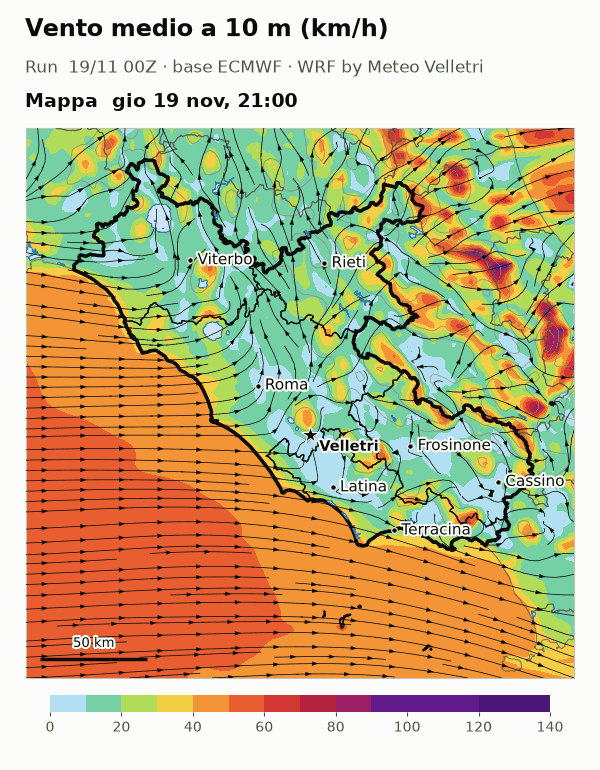 Vento medio a 10 m (km/h)
Run  19/11 00Z · base ECMWF · WRF by Meteo Velletri
Mappa  gio 19 nov, 21:00
Viterbo
Rieti
Roma
Velletri
Frosinone
Latina
Cassino
Terracina
50 km
0 20 40 60 80 100 120 140